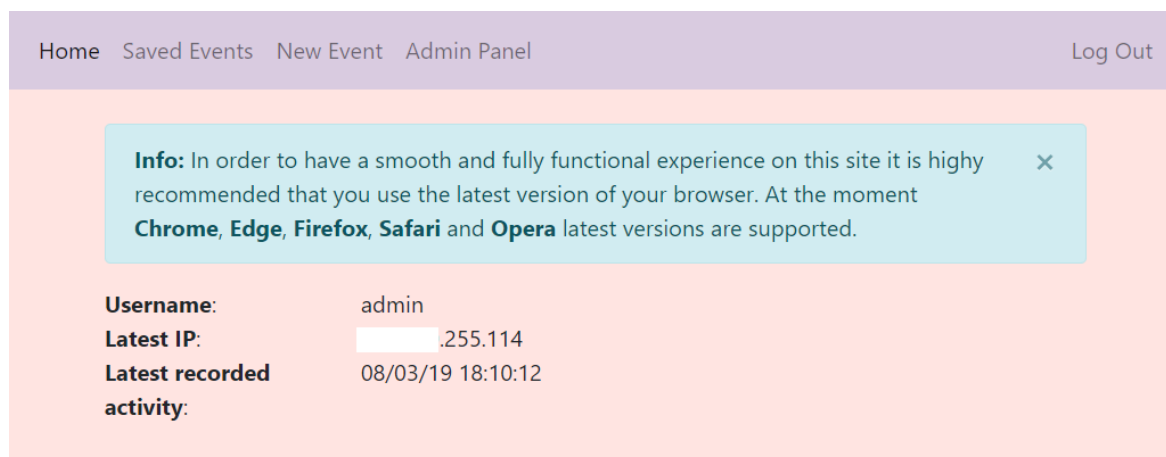 Home Saved Events New Event Admin Panel Log Out
Info: In order to have a smooth and fully functional experience on this site it is highy ×
recommended that you use the latest version of your browser. At the moment
Chrome, Edge, Firefox, Safari and Opera latest versions are supported.
Username: admin
Latest IP: .255.114
Latest recorded 08/03/19 18:10:12
activity: